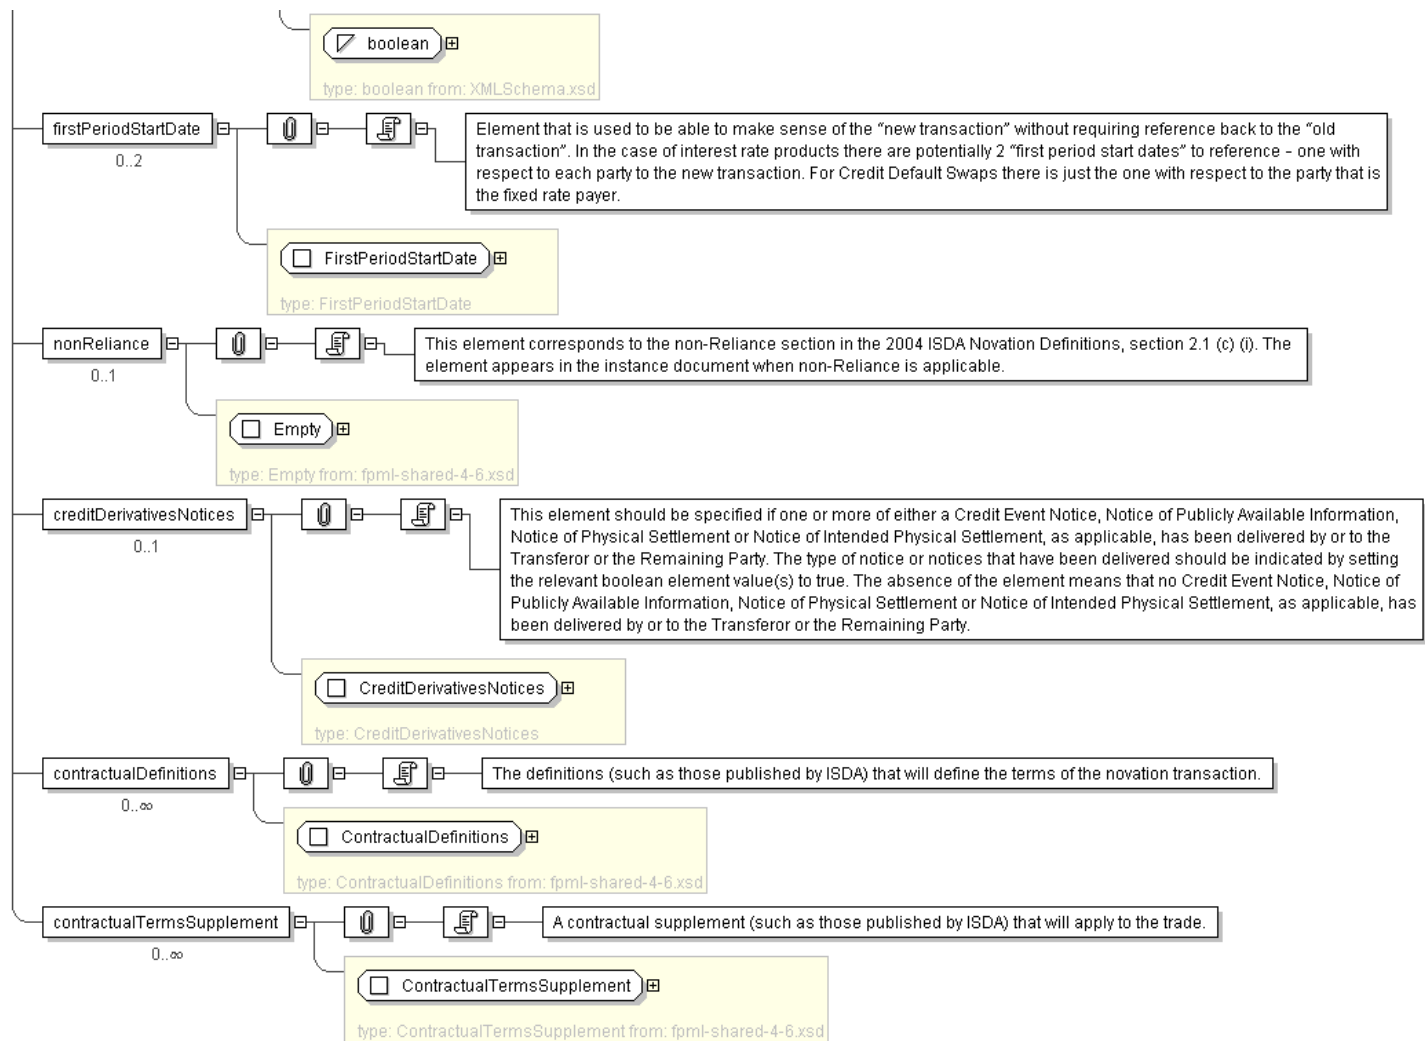 boolean
type: boolean from: XMLSchema.xsd
firstPeriodStartDate
0..2
Element that is used to be able to make sense of the “new transaction” without requiring reference back to the “old
transaction”. In the case of interest rate products there are potentially 2 “first period start dates” to reference – one with
respect to each party to the new transaction. For Credit Default Swaps there is just the one with respect to the party that is
the fixed rate payer.
FirstPeriodStartDate
type: FirstPeriodStartDate
nonReliance
0..1
This element corresponds to the non-Reliance section in the 2004 ISDA Novation Definitions, section 2.1 (c) (i). The
element appears in the instance document when non-Reliance is applicable.
Empty
type: Empty from: fpml-shared-4-6.xsd
creditDerivativesNotices
0..1
This element should be specified if one or more of either a Credit Event Notice, Notice of Publicly Available Information,
Notice of Physical Settlement or Notice of Intended Physical Settlement, as applicable, has been delivered by or to the
Transferor or the Remaining Party. The type of notice or notices that have been delivered should be indicated by setting
the relevant boolean element value(s) to true. The absence of the element means that no Credit Event Notice, Notice of
Publicly Available Information, Notice of Physical Settlement or Notice of Intended Physical Settlement, as applicable, has
been delivered by or to the Transferor or the Remaining Party.
CreditDerivativesNotices
type: CreditDerivativesNotices
contractualDefinitions
0..∞
The definitions (such as those published by ISDA) that will define the terms of the novation transaction.
ContractualDefinitions
type: ContractualDefinitions from: fpml-shared-4-6.xsd
contractualTermsSupplement
0..∞
A contractual supplement (such as those published by ISDA) that will apply to the trade.
ContractualTermsSupplement
type: ContractualTermsSupplement from: fpml-shared-4-6.xsd